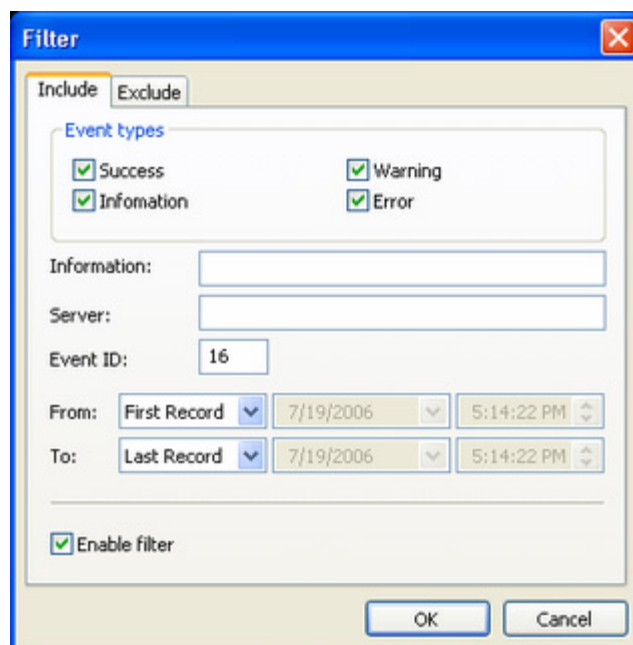 Filter
Include Exclude
Event types
Success Warning
Infomation Error
Information:
Server:
Event ID: 16
From: First Record 7/19/2006 5:14:22 PM
To: Last Record 7/19/2006 5:14:22 PM
Enable filter
OK Cancel